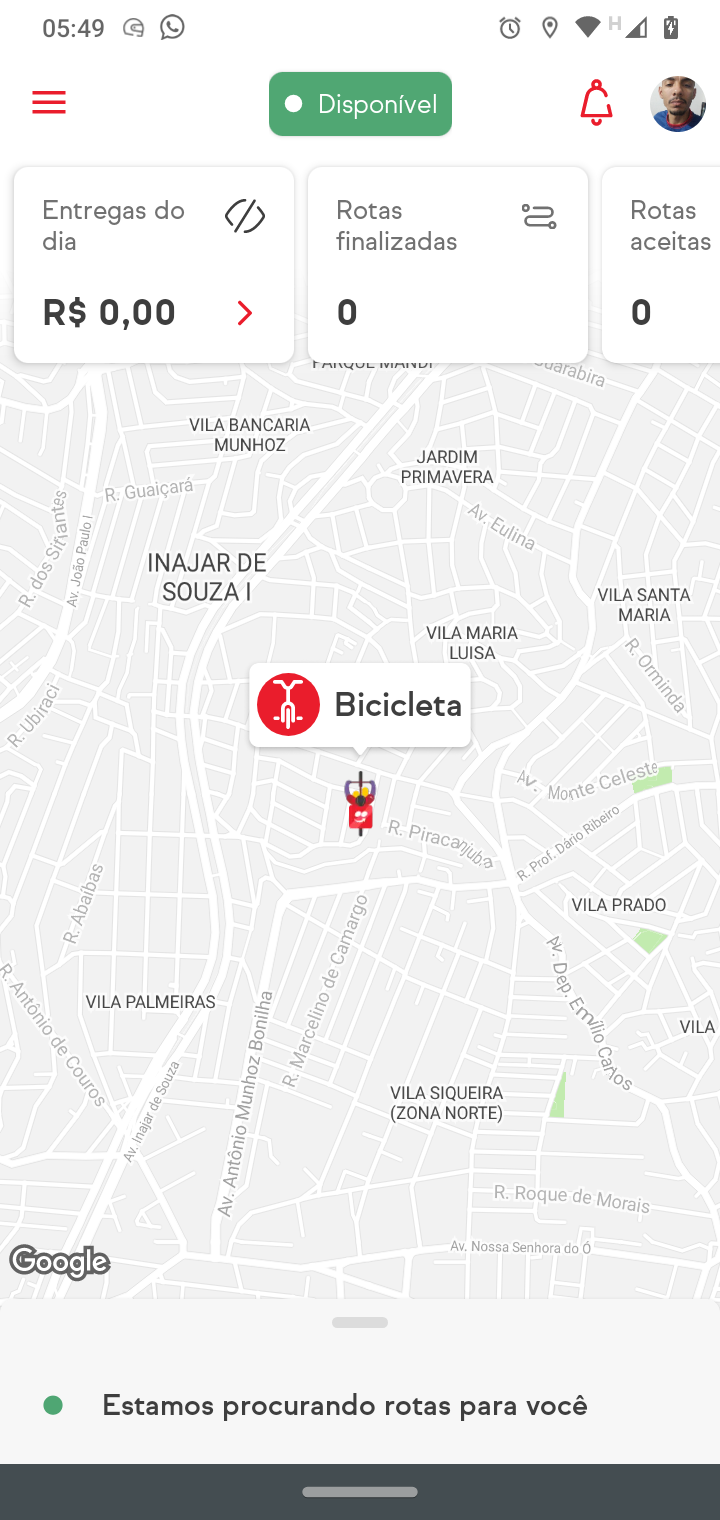 05:49
H
Disponível
Entregas do
dia
R$ 0,00
Rotas
finalizadas
0
Rotas
aceitas
0
PARQUE MANDI
Guarabira
VILA BANCARIA
MUNHOZ
JARDIM
PRIMAVERA
R. Guaiçará
Av. Eulina
R. dos Sitiantes
Av. João Paulo I
INAJAR DE
SOUZA I
VILA SANTA
MARIA
VILA MARIA
LUISA
R. Orminda
R. Ubiraci
Bicicleta
Av. Monte Celeste
R. Piracanjuba
R. Prof. Dário Ribeiro
R. Abaíbas
VILA PRADO
R. Marcelino de Camargo
Av. Dep. Emílio Carlos
R. Antônio de Couros
VILA PALMEIRAS
Av. Antônio Munhoz Bonilha
VILA
Av. Inajar de Souza
VILA SIQUEIRA
(ZONA NORTE)
R. Roque de Morais
Av. Nossa Senhora do Ó
Google
Estamos procurando rotas para você